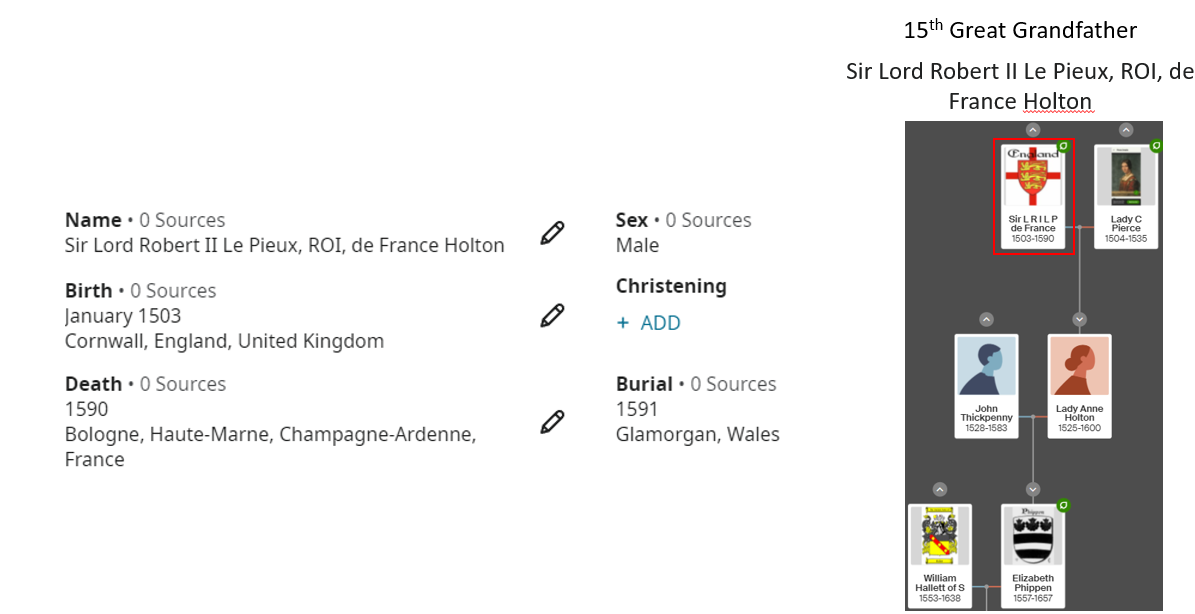 15th Great Grandfather
Sir Lord Robert II Le Pieux, ROI, de
France Holton
Name • 0 Sources
Sir Lord Robert II Le Pieux, ROI, de France Holton
Birth • 0 Sources
January 1503
Cornwall, England, United Kingdom
Death • 0 Sources
1590
Bologne, Haute-Marne, Champagne-Ardenne,
France
Sex • 0 Sources
Male
Christening
+ ADD
Burial • 0 Sources
1591
Glamorgan, Wales
England
Sir L R I L P
de France
1503-1590
Lady C
Pierce
1504-1535
John
Thickpenny
1528-1583
Lady Anne
Holton
1525-1600
William
Hallett of S
1553-1638
Phippen
Elizabeth
Phippen
1557-1657